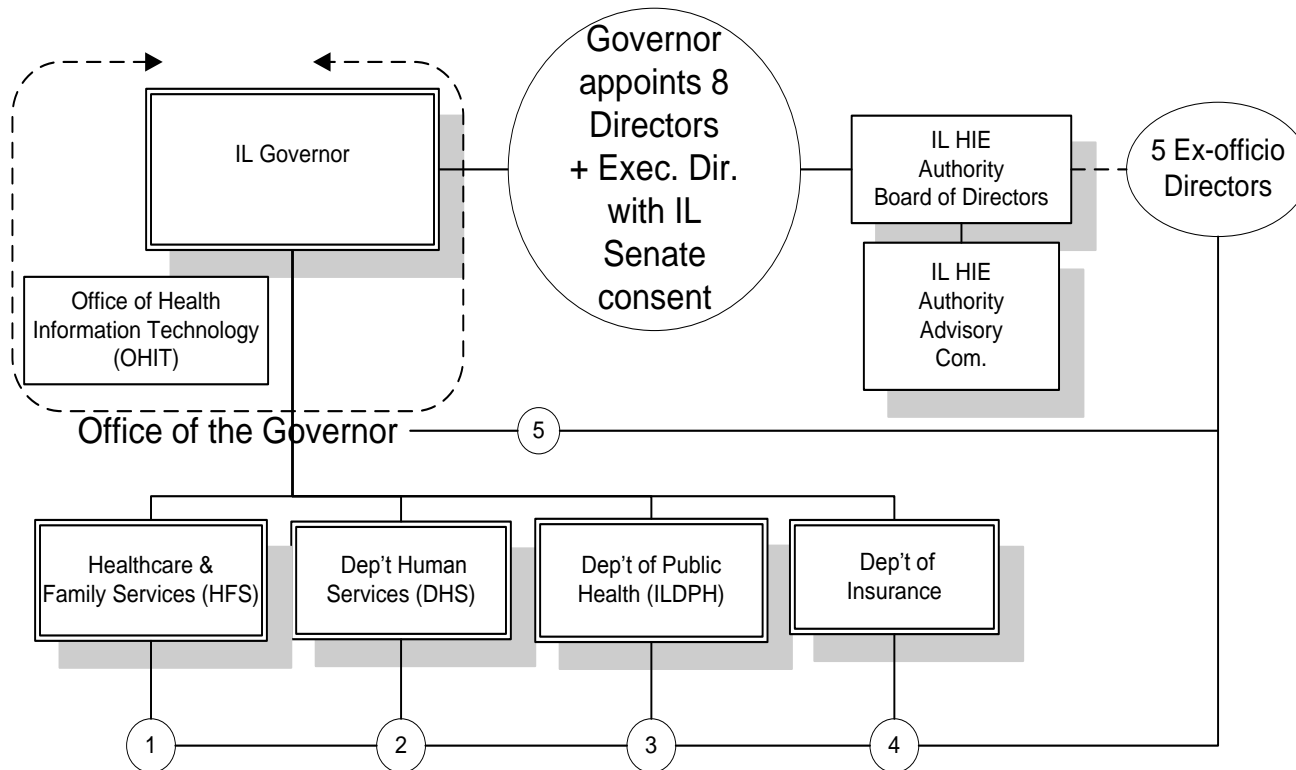 IL Governor
Governor
appoints 8
Directors
+ Exec. Dir.
with IL
Senate
consent
IL HIE
Authority
Board of Directors
5 Ex-officio
Directors
Office of Health
Information Technology
(OHIT)
IL HIE
Authority
Advisory
Com.
Office of the Governor
5
Healthcare &
Family Services (HFS)
Dep't Human
Services (DHS)
Dep't of Public
Health (ILDPH)
Dep't of
Insurance
1
2
3
4